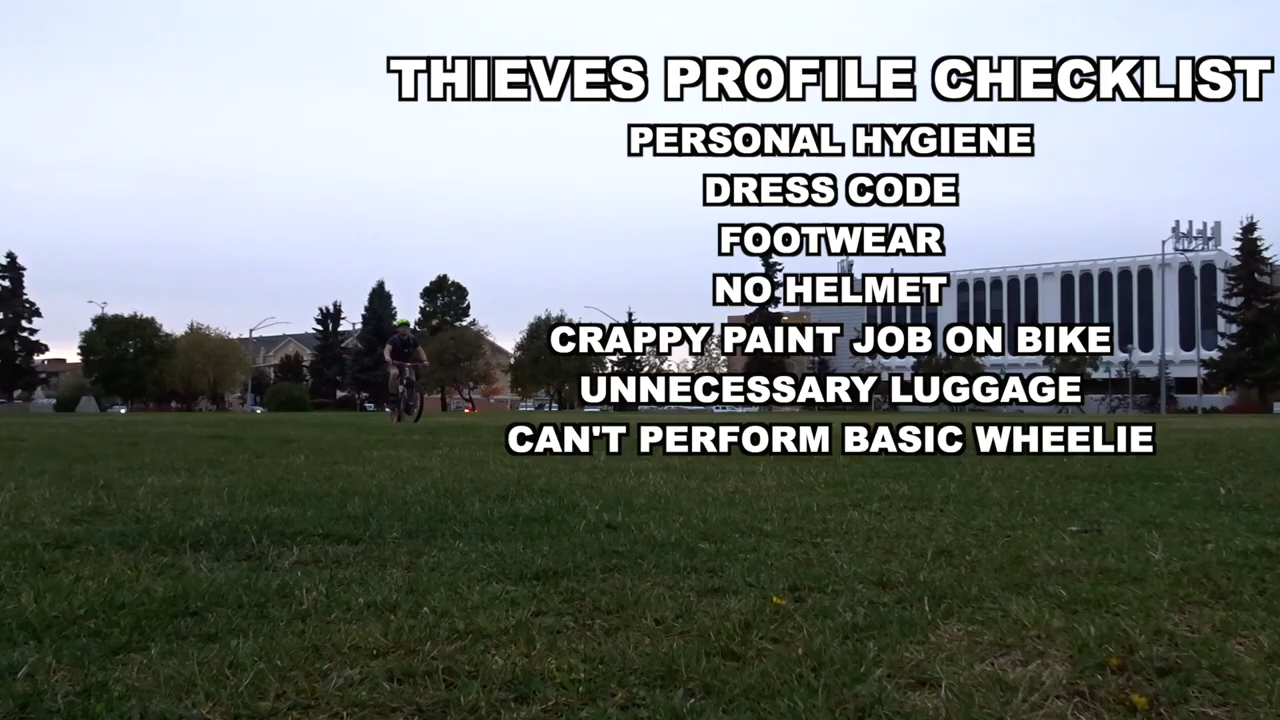 THIEVES PROFILE CHECKLIST
PERSONAL HYGIENE
DRESS CODE
FOOTWEAR
NO HELMET
CRAPPY PAINT JOB ON BIKE
UNNECESSARY LUGGAGE
CAN'T PERFORM BASIC WHEELIE